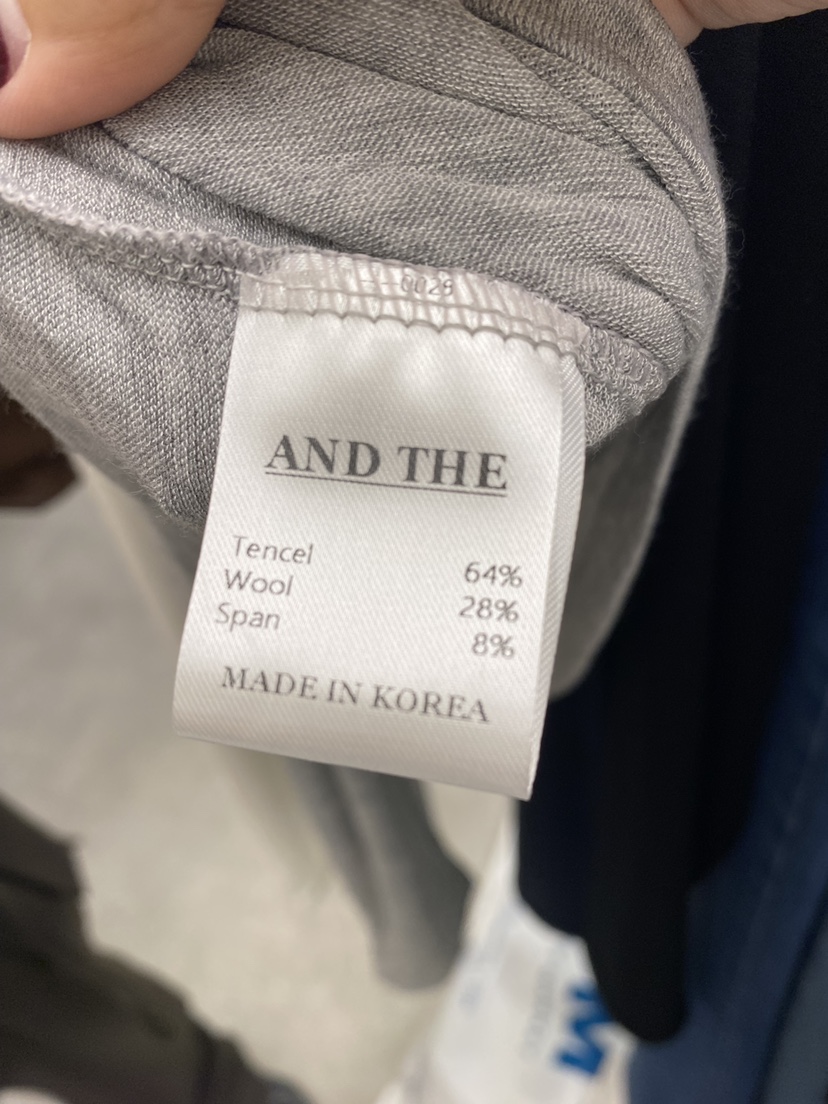 AND THE
Tencel 64%
Wool 28%
Span 8%
MADE IN KOREA
M